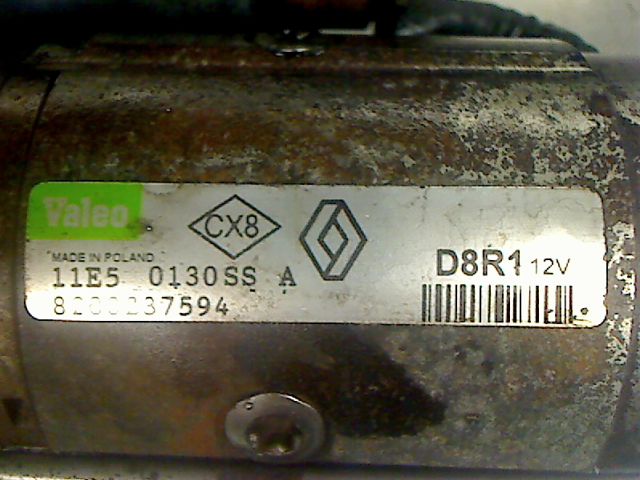 Valeo
CX8
MADE IN POLAND
11E5 0130SS A
8200237594
D8R1 12V